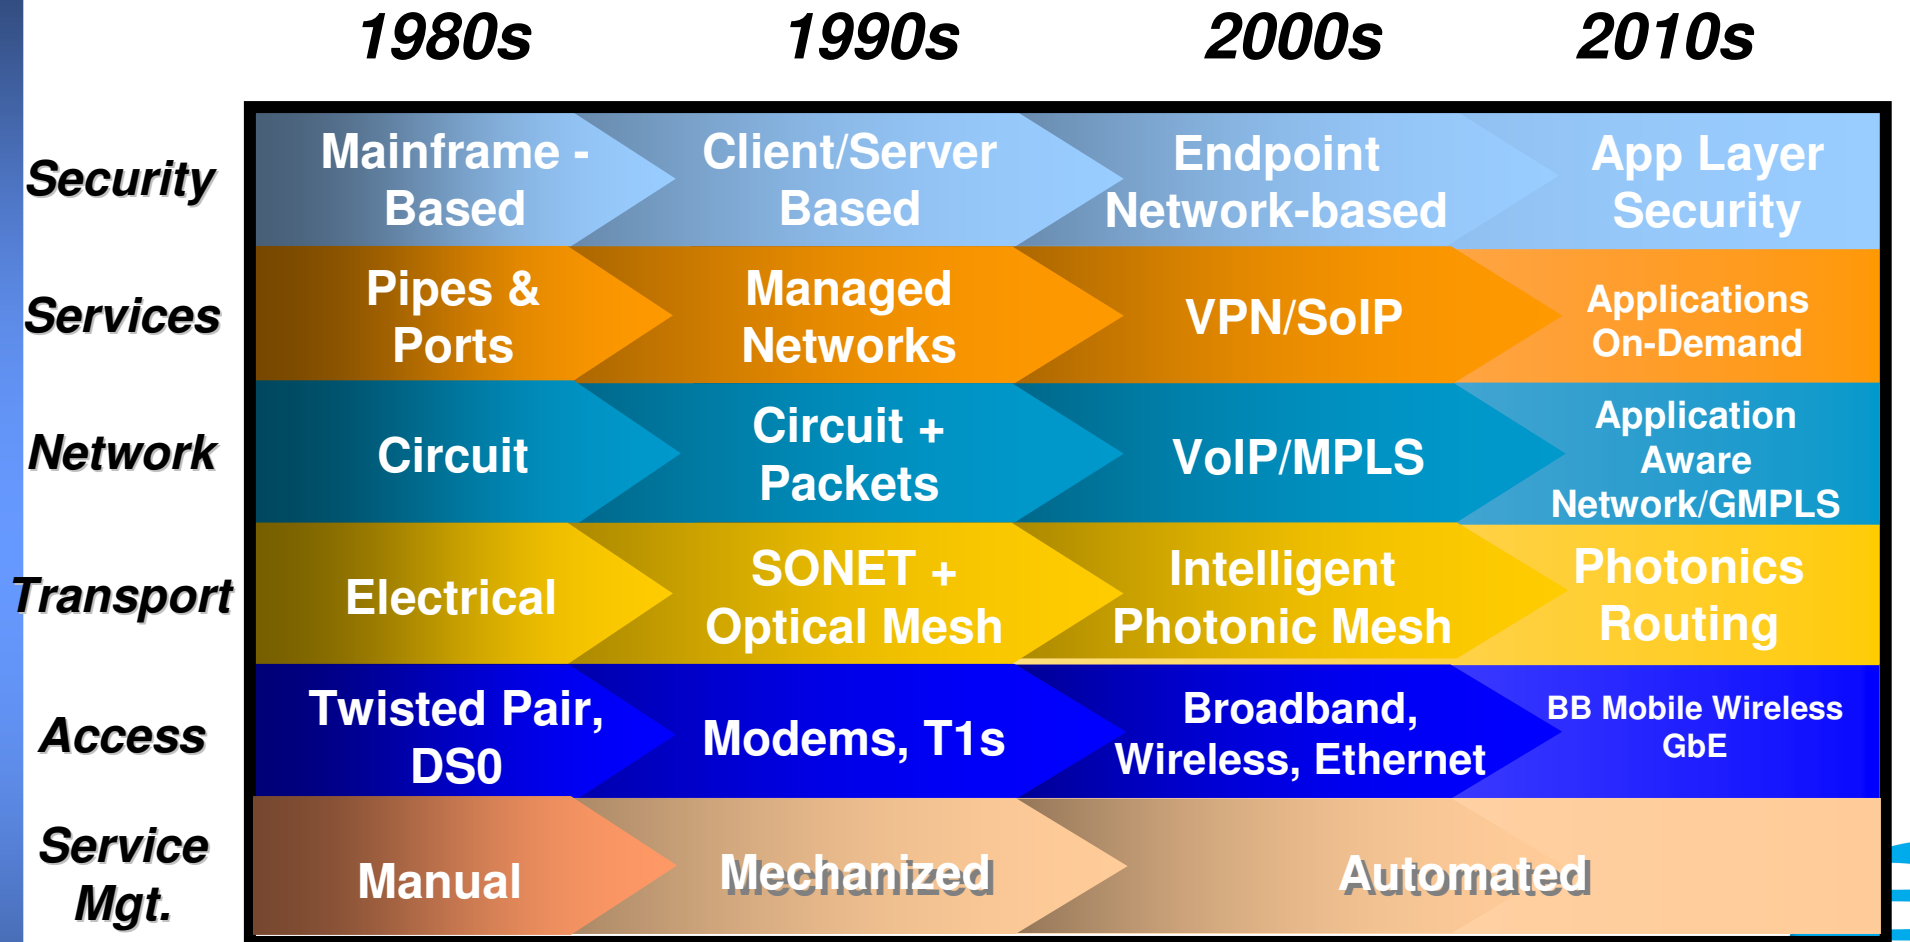 1980s 1990s 2000s 2010s
Security
Mainframe -
Based
Client/Server
Based
Endpoint
Network-based
App Layer
Security
Services
Pipes &
Ports
Managed
Networks
VPN/SoIP
Applications
On-Demand
Network
Circuit
Circuit +
Packets
VoIP/MPLS
Application
Aware
Network/GMPLS
Transport
Electrical
SONET +
Optical Mesh
Intelligent
Photonic Mesh
Photonics
Routing
Access
Twisted Pair,
DS0
Modems, T1s
Broadband,
Wireless, Ethernet
BB Mobile Wireless
GbE
Service
Mgt.
Manual
Mechanized
Automated